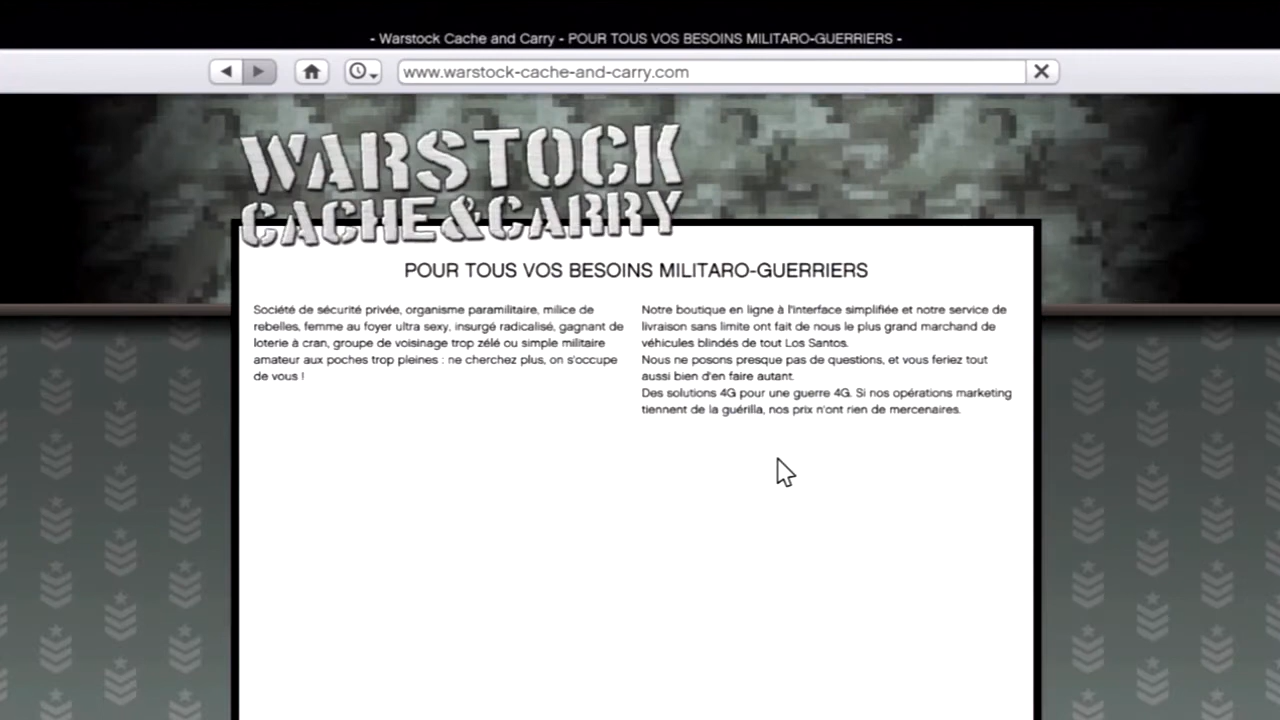 - Warstock Cache and Carry - POUR TOUS VOS BESOINS MILITARO-GUERRIERS -
www.warstock-cache-and-carry.com
WARSTOCK
CACHE&CARRY
POUR TOUS VOS BESOINS MILITARO-GUERRIERS
Société de sécurité privée, organisme paramilitaire, milice de
rebelles, femme au foyer ultra sexy, insurgé radicalisé, gagnant de
loterie à cran, groupe de voisinage trop zélé ou simple militaire
amateur aux poches trop pleines : ne cherchez plus, on s'occupe
de vous !
Notre boutique en ligne à l'interface simplifiée et notre service de
livraison sans limite ont fait de nous le plus grand marchand de
véhicules blindés de tout Los Santos.
Nous ne posons presque pas de questions, et vous feriez tout
aussi bien d'en faire autant.
Des solutions 4G pour une guerre 4G. Si nos opérations marketing
tiennent de la guérilla, nos prix n'ont rien de mercenaires.